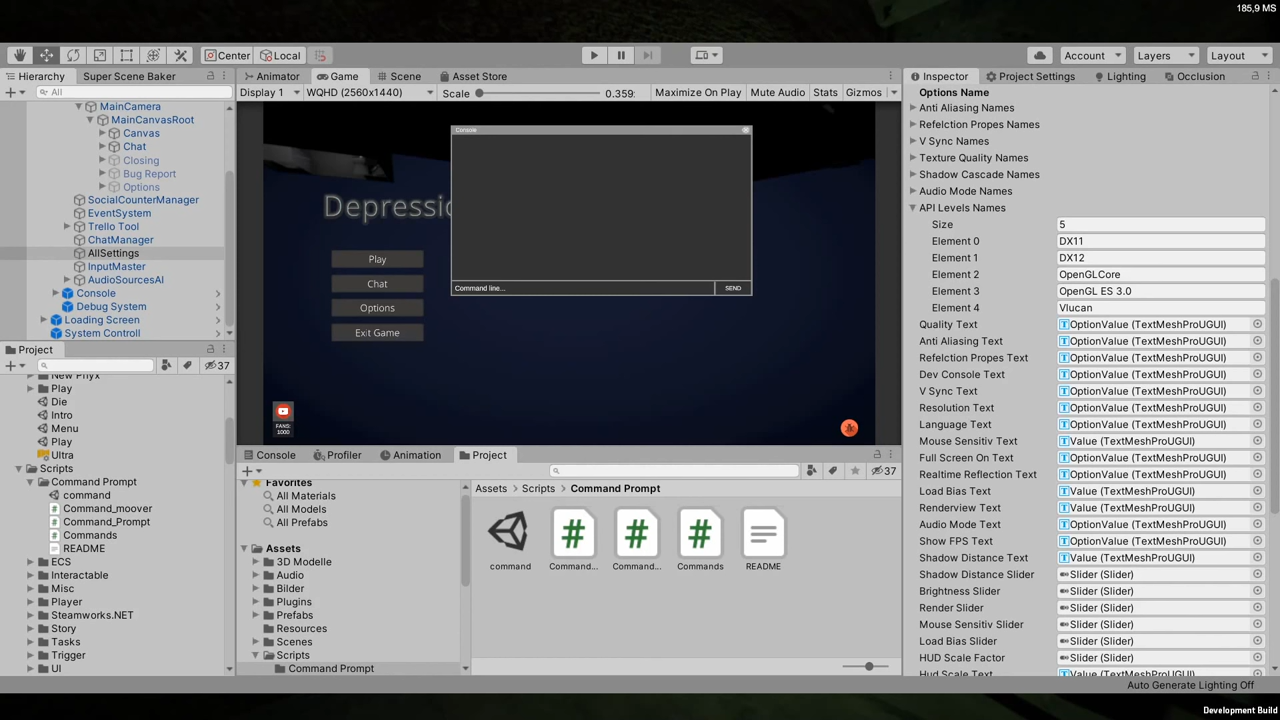 185,9 MS
Center
Local
Account
Layers
Layout
Hierarchy
Super Scene Baker
All
MainCamera
MainCanvasRoot
Canvas
Chat
Closing
Bug Report
Options
SocialCounterManager
EventSystem
Trello Tool
ChatManager
AllSettings
InputMaster
AudioSourcesAI
Console
Debug System
Loading Screen
System Controll
Project
37
New Phyx
Play
Die
Intro
Menu
Play
Ultra
Scripts
Command Prompt
command
Command_moover
Command_Prompt
Commands
README
ECS
Interactable
Misc
Player
Steamworks.NET
Story
Tasks
Trigger
UI
Animator
Game
Scene
Asset Store
Display 1
WQHD (2560x1440)
Scale
0.359:
Maximize On Play
Mute Audio
Stats
Gizmos
Console
Depressio
Play
Chat
Options
Exit Game
Command line...
SEND
FANS:
1000
Console
Profiler
Animation
Project
37
Favorites
All Materials
All Models
All Prefabs
Assets
3D Modelle
Audio
Bilder
Plugins
Prefabs
Resources
Scenes
Scripts
Command Prompt
Assets
Scripts
Command Prompt
command
Command...
Command...
Commands
README
Inspector
Project Settings
Lighting
Occlusion
Options Name
Anti Aliasing Names
Refelction Propes Names
V Sync Names
Texture Quality Names
Shadow Cascade Names
Audio Mode Names
API Levels Names
Size 5
Element 0 DX11
Element 1 DX12
Element 2 OpenGLCore
Element 3 OpenGL ES 3.0
Element 4 Vlucan
Quality Text OptionValue (TextMeshProUGUI)
Anti Aliasing Text OptionValue (TextMeshProUGUI)
Refelction Propes Text OptionValue (TextMeshProUGUI)
Dev Console Text OptionValue (TextMeshProUGUI)
V Sync Text OptionValue (TextMeshProUGUI)
Resolution Text OptionValue (TextMeshProUGUI)
Language Text OptionValue (TextMeshProUGUI)
Mouse Sensitiv Text Value (TextMeshProUGUI)
Full Screen On Text OptionValue (TextMeshProUGUI)
Realtime Reflection Text OptionValue (TextMeshProUGUI)
Load Bias Text Value (TextMeshProUGUI)
Renderview Text Value (TextMeshProUGUI)
Audio Mode Text OptionValue (TextMeshProUGUI)
Show FPS Text OptionValue (TextMeshProUGUI)
Shadow Distance Text Value (TextMeshProUGUI)
Shadow Distance Slider Slider (Slider)
Brightness Slider Slider (Slider)
Render Slider Slider (Slider)
Mouse Sensitiv Slider Slider (Slider)
Load Bias Slider Slider (Slider)
HUD Scale Factor Slider (Slider)
Hud Scale Text Value (TextMeshProUGUI)
Auto Generate Lighting Off
Development Build